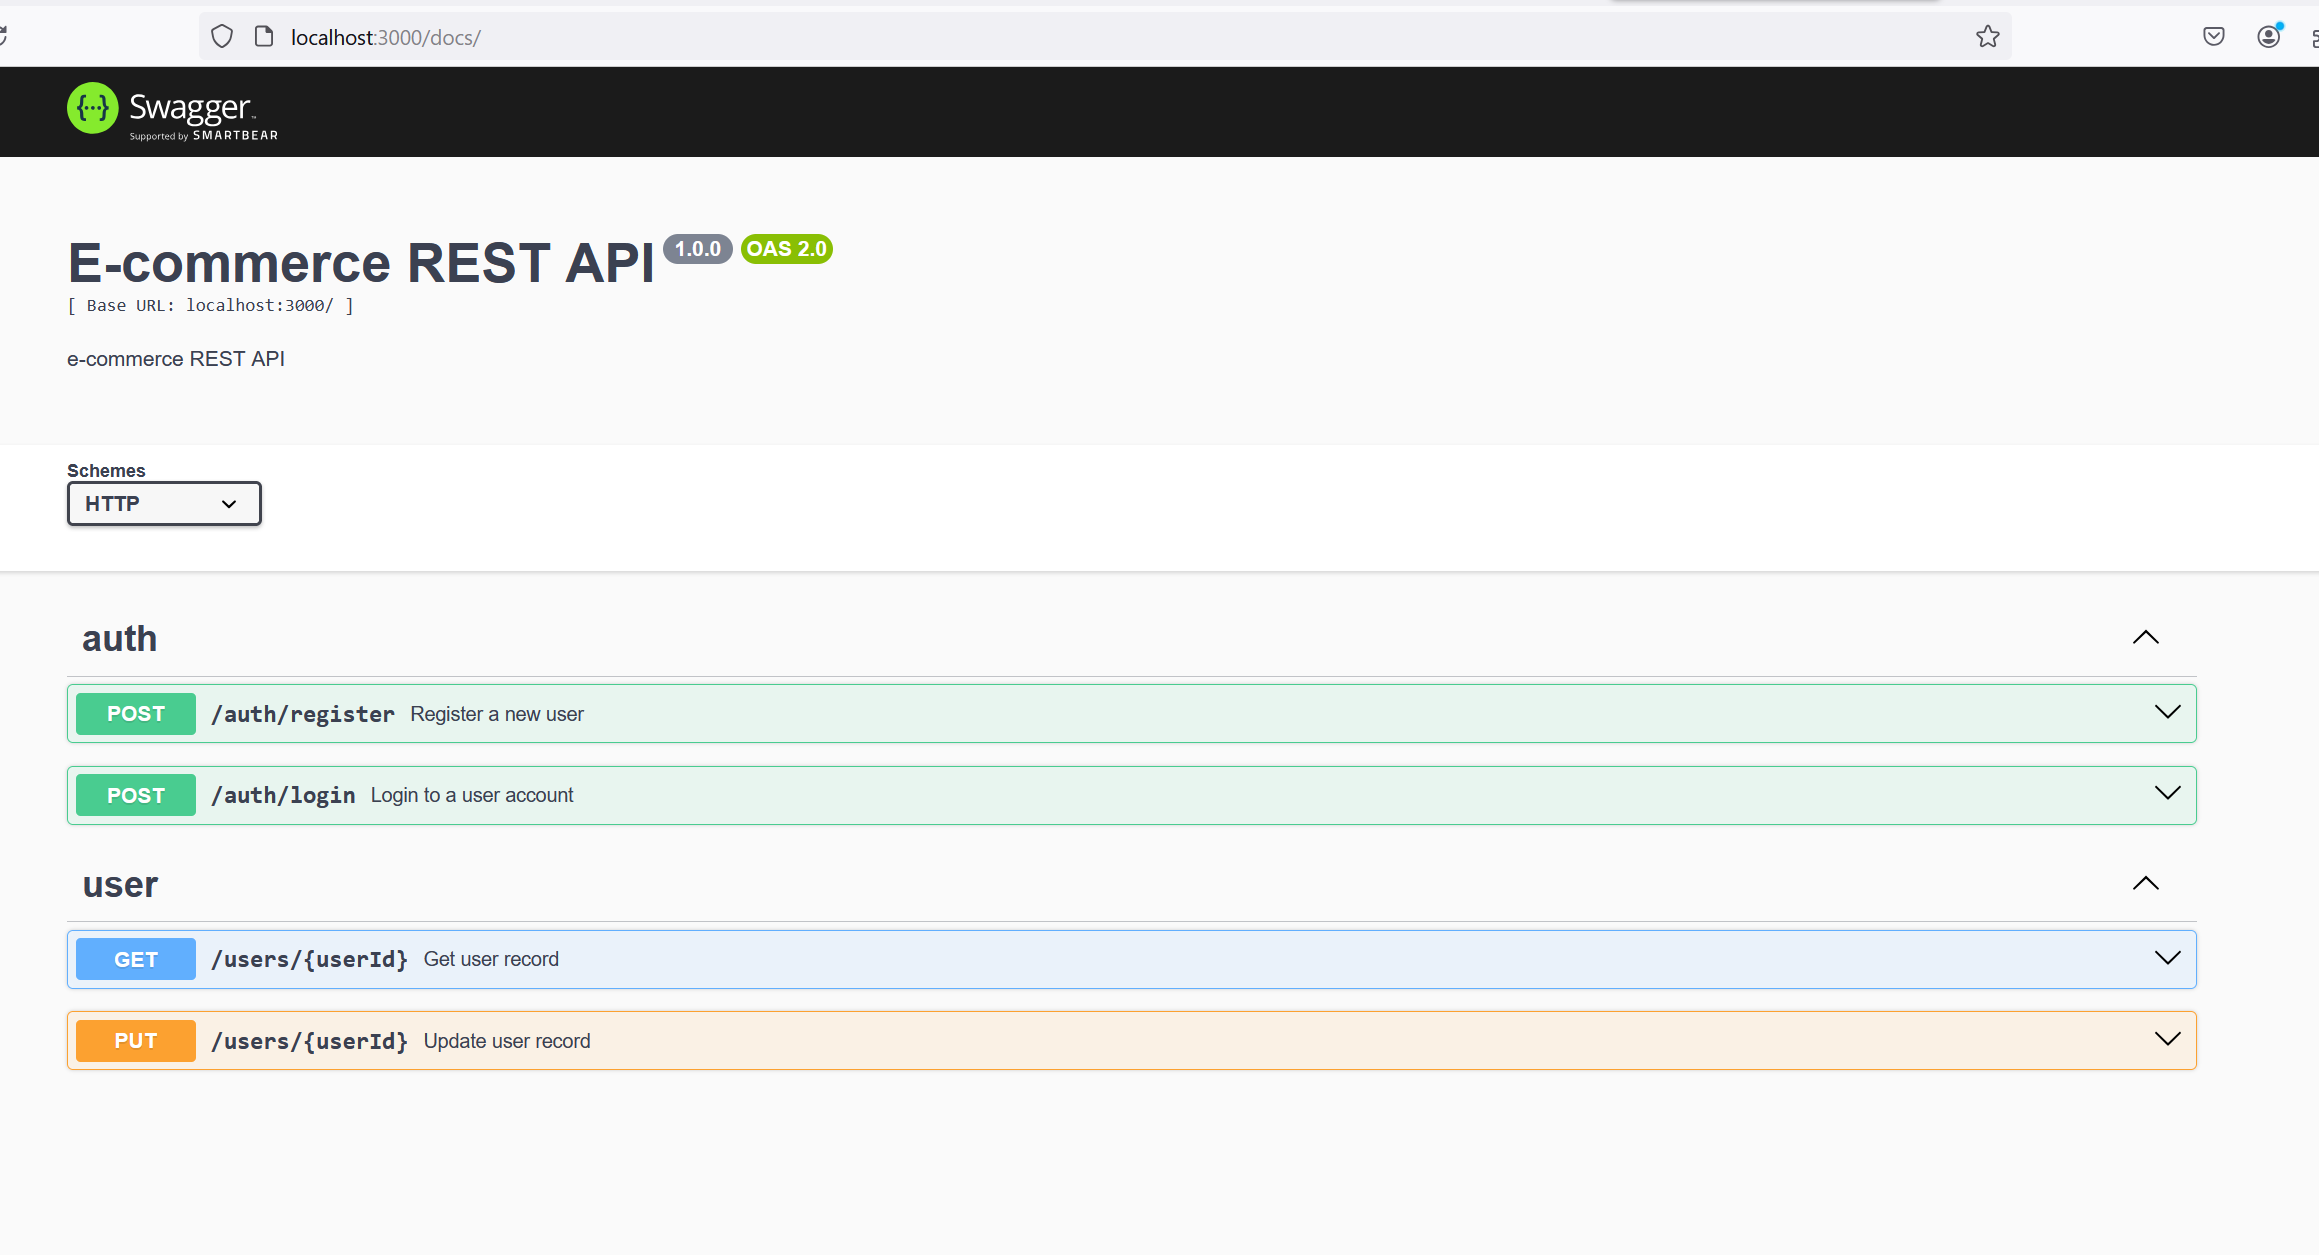 localhost:3000/docs/
{···} Swagger™
Supported by SMARTBEAR
E-commerce REST API 1.0.0 OAS 2.0
[ Base URL: localhost:3000/ ]
e-commerce REST API
Schemes
HTTP
auth
POST /auth/register Register a new user
POST /auth/login Login to a user account
user
GET /users/{userId} Get user record
PUT /users/{userId} Update user record